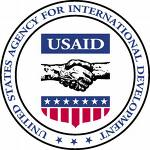 UNITED STATES AGENCY FOR INTERNATIONAL DEVELOPMENT
USAID